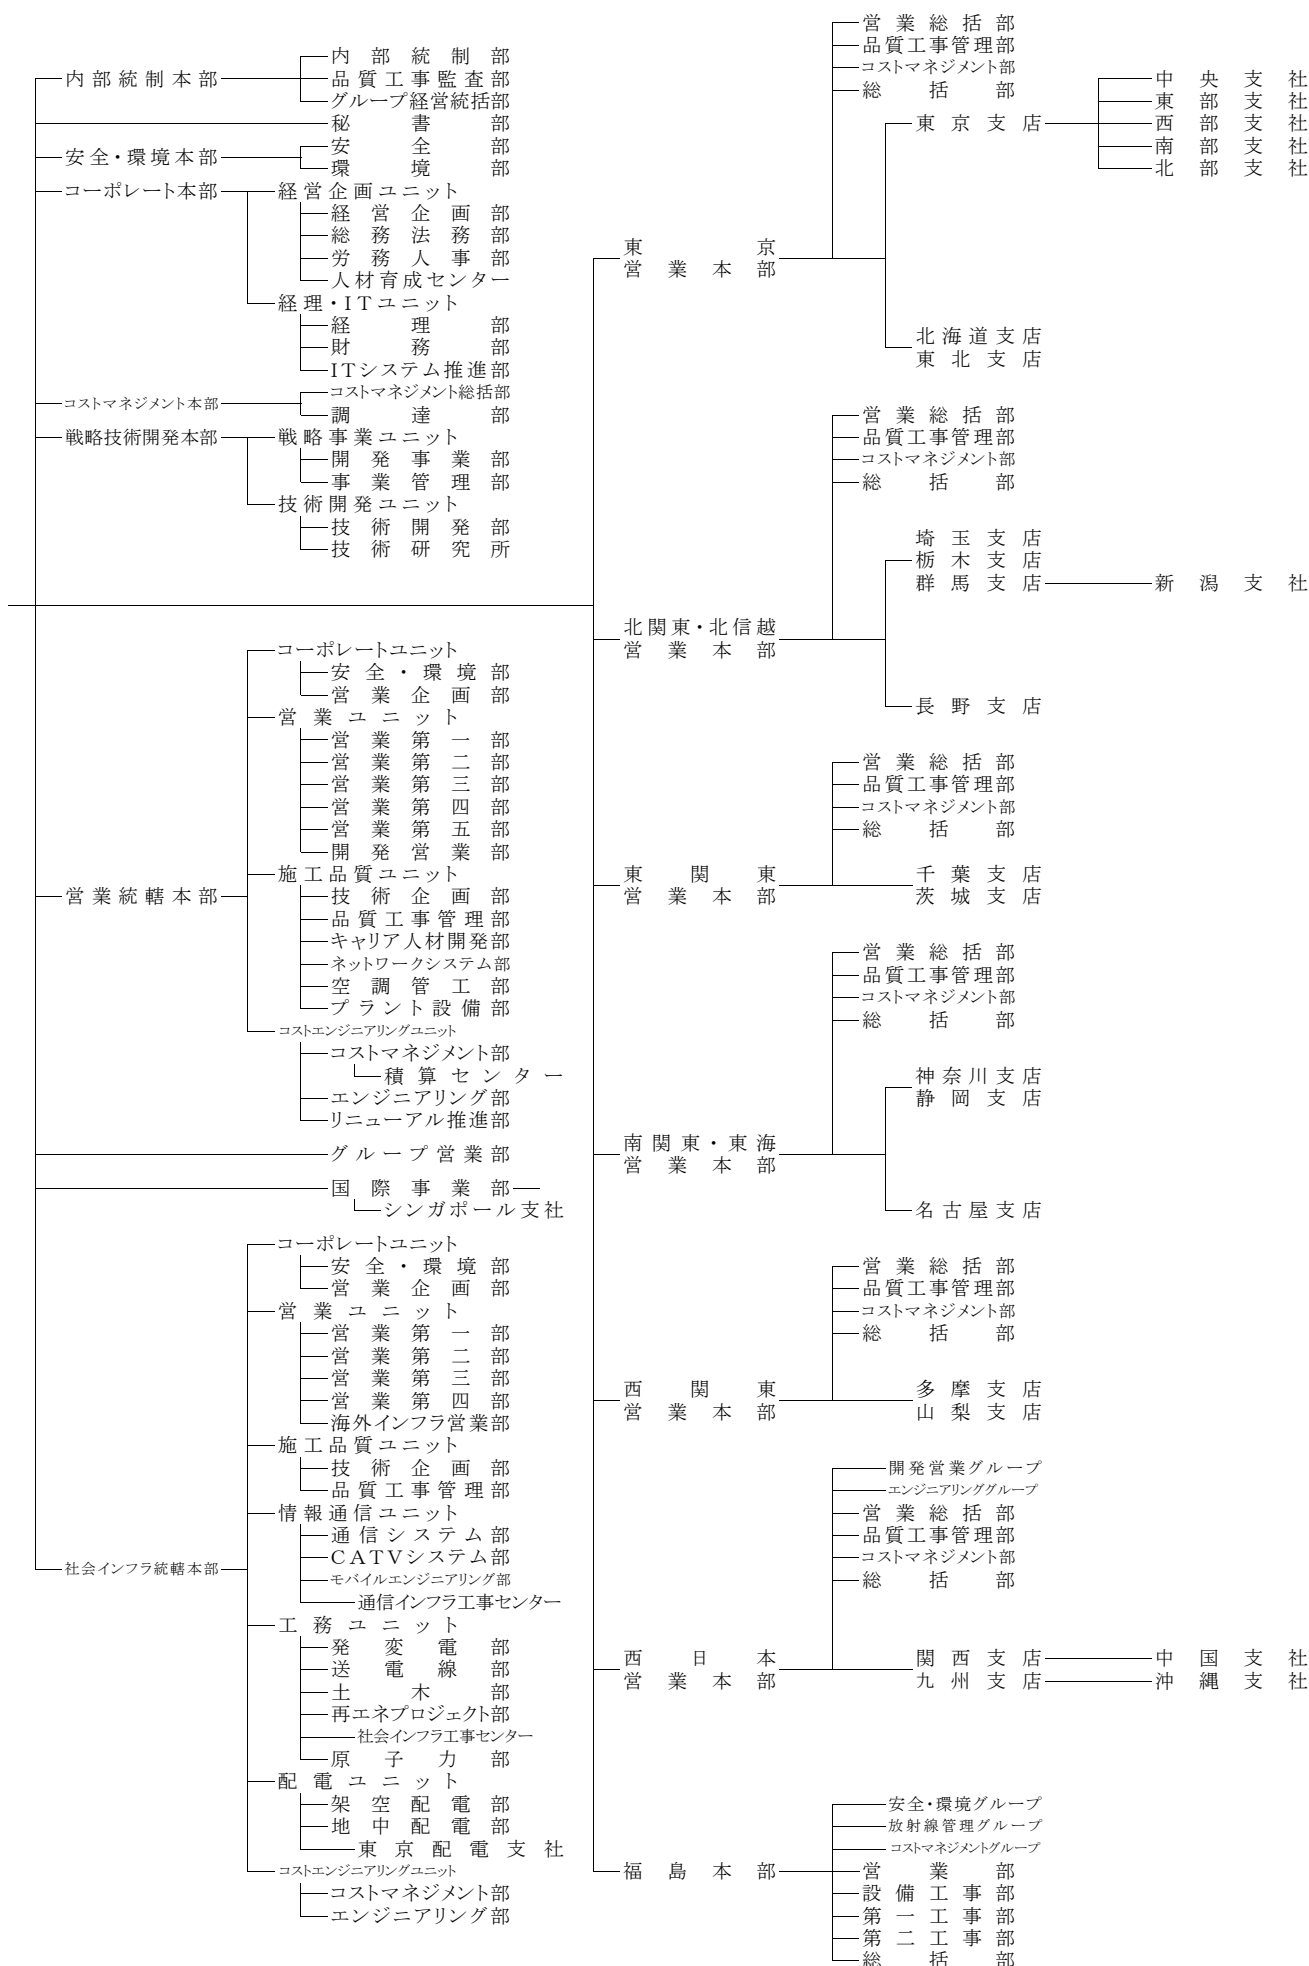 内部統制本部
内部統制部
品質工事監査部
グループ経営統括部
秘書部
安全・環境本部
安全部
環境部
コーポレート本部
経営企画ユニット
経営企画部
総務法務部
労務人事部
人材育成センター
経理・ITユニット
経理部
財務部
ITシステム推進部
コストマネジメント本部
コストマネジメント総括部
調達部
戦略技術開発本部
戦略事業ユニット
開発事業部
事業管理部
技術開発ユニット
技術開発部
技術研究所
営業統轄本部
コーポレートユニット
安全・環境部
営業企画部
営業ユニット
営業第一部
営業第二部
営業第三部
営業第四部
営業第五部
開発営業部
施工品質ユニット
技術企画部
品質工事管理部
キャリア人材開発部
ネットワークシステム部
空調管工部
プラント設備部
コストエンジニアリングユニット
コストマネジメント部
積算センター
エンジニアリング部
リニューアル推進部
グループ営業部
国際事業部
シンガポール支社
社会インフラ統轄本部
コーポレートユニット
安全・環境部
営業企画部
営業ユニット
営業第一部
営業第二部
営業第三部
営業第四部
海外インフラ営業部
施工品質ユニット
技術企画部
品質工事管理部
情報通信ユニット
通信システム部
CATVシステム部
モバイルエンジニアリング部
通信インフラ工事センター
工務ユニット
発変電部
送電線部
土木部
再エネプロジェクト部
社会インフラ工事センター
原子力部
配電ユニット
架空配電部
地中配電部
東京配電支社
コストエンジニアリングユニット
コストマネジメント部
エンジニアリング部
東京
営業本部
営業総括部
品質工事管理部
コストマネジメント部
総括部
東京支店
中央支社
東部支社
西部支社
南部支社
北部支社
北海道支店
東北支店
北関東・北信越
営業本部
営業総括部
品質工事管理部
コストマネジメント部
総括部
埼玉支店
栃木支店
群馬支店
新潟支社
長野支店
東関東
営業本部
営業総括部
品質工事管理部
コストマネジメント部
総括部
千葉支店
茨城支店
南関東・東海
営業本部
営業総括部
品質工事管理部
コストマネジメント部
総括部
神奈川支店
静岡支店
名古屋支店
西関東
営業本部
営業総括部
品質工事管理部
コストマネジメント部
総括部
多摩支店
山梨支店
西日本
営業本部
開発営業グループ
エンジニアリンググループ
営業総括部
品質工事管理部
コストマネジメント部
総括部
関西支店
中国支社
九州支店
沖縄支社
福島本部
安全・環境グループ
放射線管理グループ
コストマネジメントグループ
営業部
設備工事部
第一工事部
第二工事部
総括部